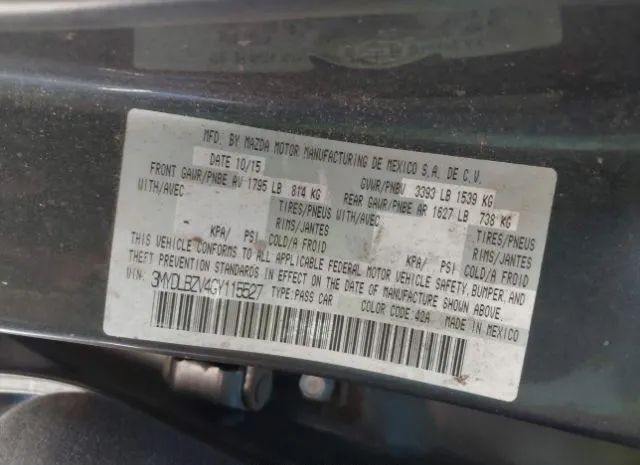 MFD. BY MAZDA MOTOR MANUFACTURING DE MEXICO S.A. DE C.V.
DATE 10/15 GVWR/PNBV 3393 LB 1539 KG
FRONT GAWR/PNBE AV 1795 LB 814 KG REAR GAWR/PNBE AR 1627 LB 738 KG
WITH/AVEC TIRES/PNEUS WITH/AVEC TIRES/PNEUS
RIMS/JANTES RIMS/JANTES
KPA/ PSI COLD/A FROID KPA/ PSI COLD/A FROID
THIS VEHICLE CONFORMS TO ALL APPLICABLE FEDERAL MOTOR VEHICLE SAFETY, BUMPER, AND
THEFT PREVENTION STANDARDS IN EFFECT ON THE DATE OF MANUFACTURE SHOWN ABOVE.
VIN: 3MYDLBZV4GY115527 TYPE: PASS CAR COLOR CODE: 42A MADE IN MEXICO